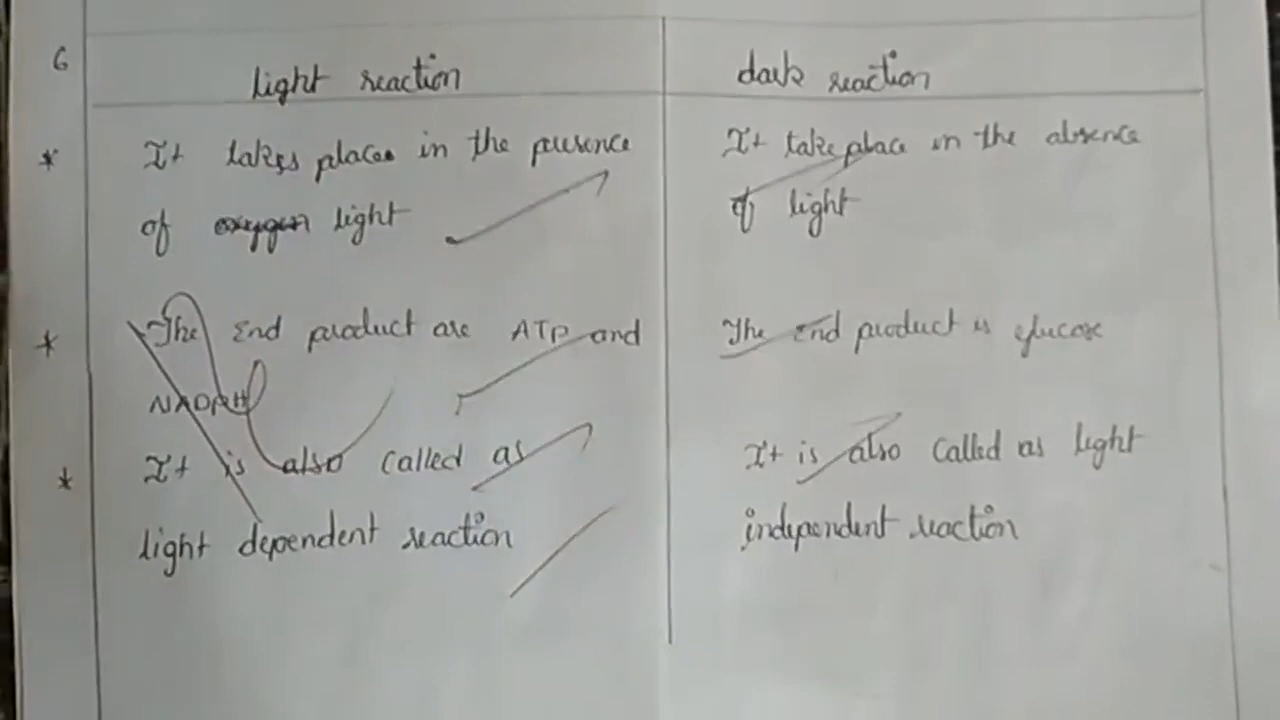 6
light reaction
dark reaction
* It takes places in the presence
of oxygen light
It take place in the absence
of light
* The End product are ATP and
NADPH
The End product is glucose
* It is also called as
light dependent reaction
It is also called as light
independent reaction